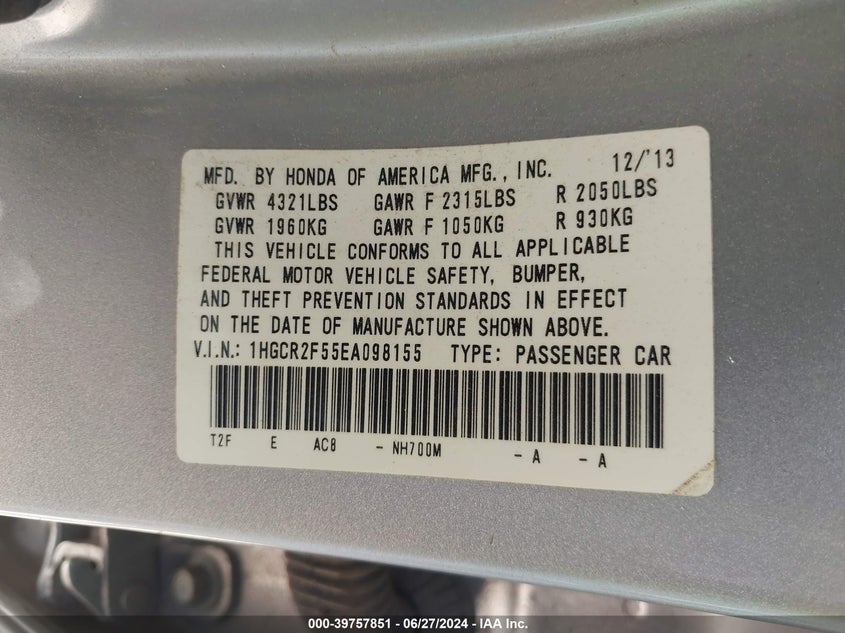 MFD. BY HONDA OF AMERICA MFG., INC. 12/'13
GVWR 4321LBS GAWR F 2315LBS R 2050LBS
GVWR 1960KG GAWR F 1050KG R 930KG
THIS VEHICLE CONFORMS TO ALL APPLICABLE
FEDERAL MOTOR VEHICLE SAFETY, BUMPER,
AND THEFT PREVENTION STANDARDS IN EFFECT
ON THE DATE OF MANUFACTURE SHOWN ABOVE.
V.I.N.: 1HGCR2F55EA098155 TYPE: PASSENGER CAR
T2F E AC8 - NH700M - A - A
000-39757851 / 06/27/2024 - IAA Inc.